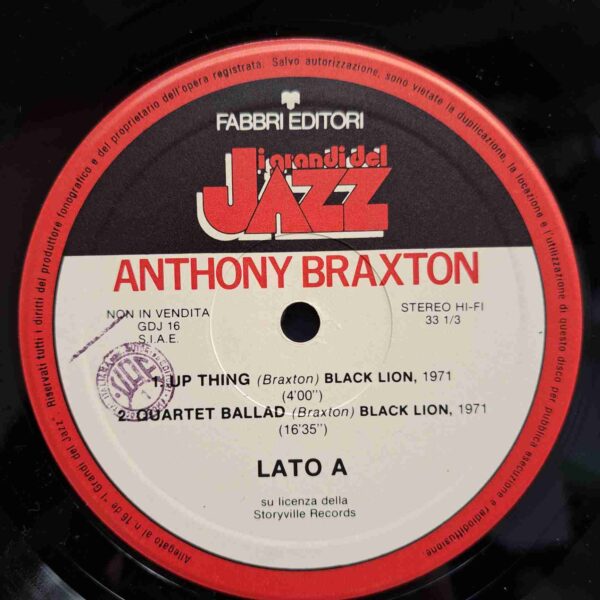 Riservati tutti i diritti del produttore fonografico e del proprietario dell'opera registrata. Salvo autorizzazione, sono vietate la duplicazione, la locazione e l'utilizzazione di questo disco per pubblica esecuzione e radiodiffusione
FABBRI EDITORI
i grandi del
JAZZ
ANTHONY BRAXTON
NON IN VENDITA
GDJ 16
S.I.A.E.
STEREO HI-FI
33 1/3
1. UP THING (Braxton) BLACK LION, 1971
(4'00")
2. QUARTET BALLAD (Braxton) BLACK LION, 1971
(16'35")
LATO A
su licenza della
Storyville Records
Allegato al n. 16 de "I Grandi del Jazz".